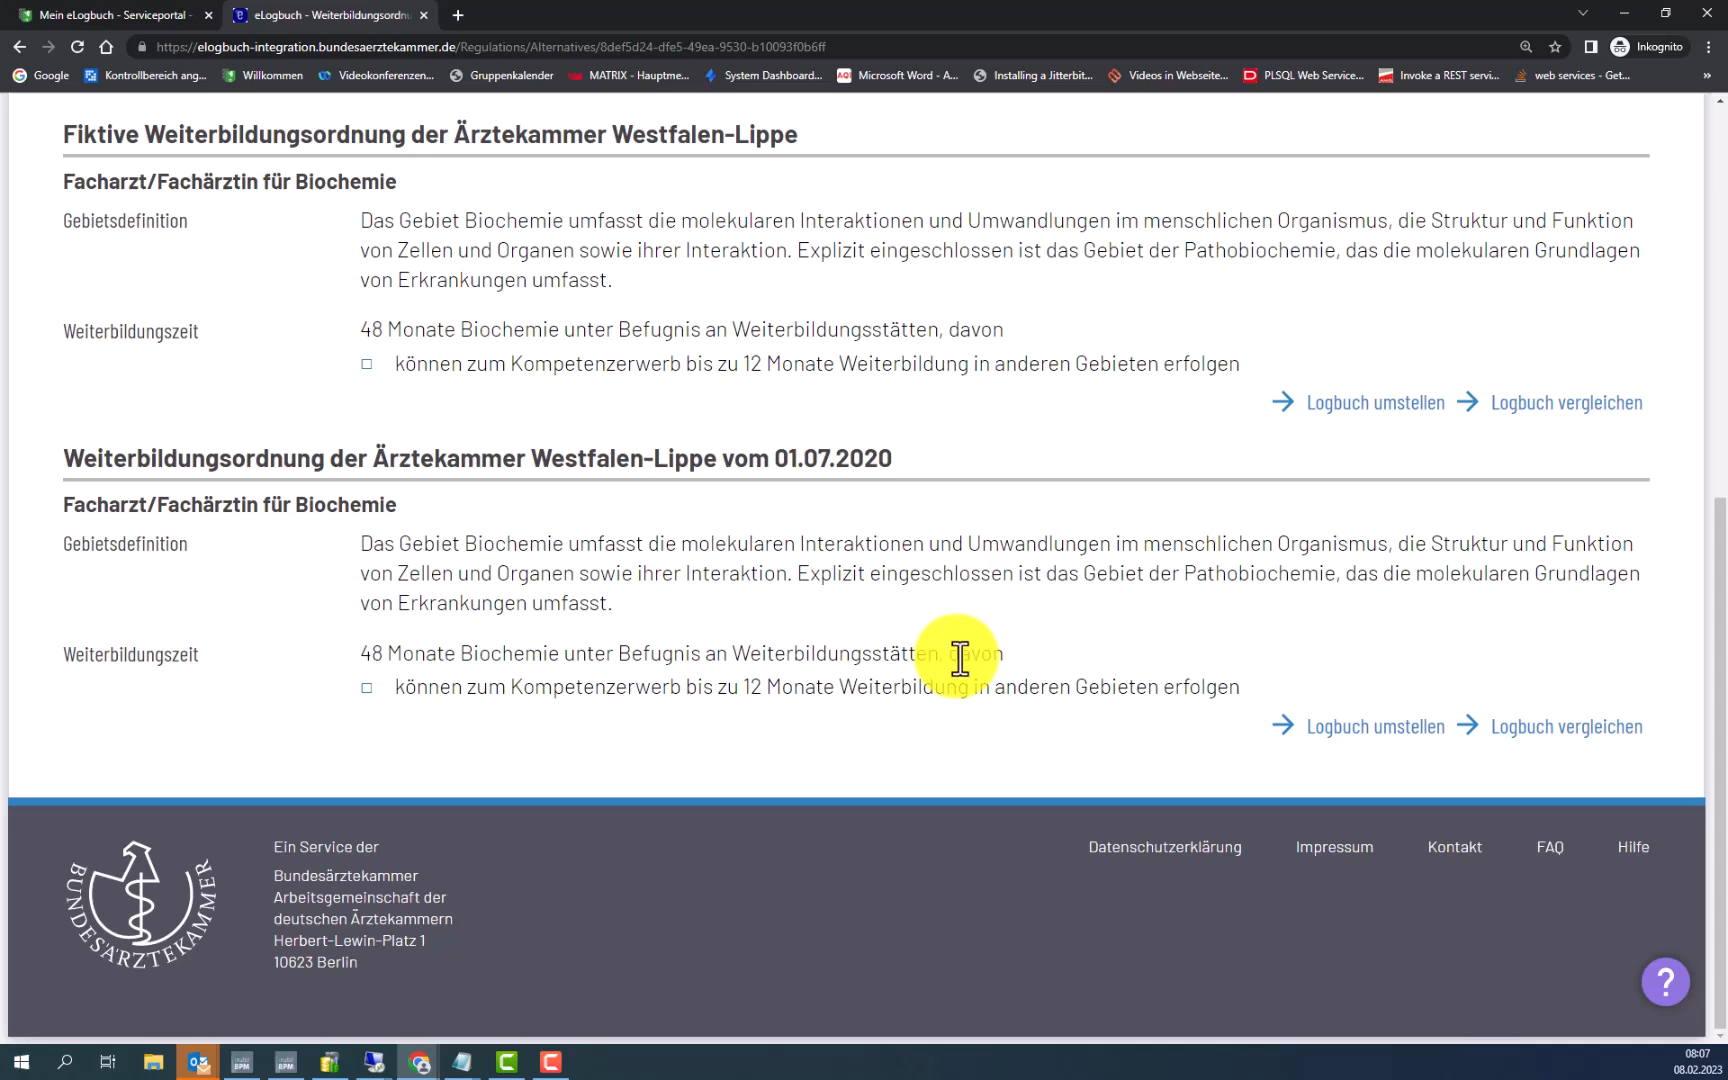 Mein eLogbuch - Serviceportal -
eLogbuch - Weiterbildungsordnu
https://elogbuch-integration.bundesaerztekammer.de/Regulations/Alternatives/8def5d24-dfe5-49ea-9530-b10093f0b6ff
Inkognito
Google
Kontrollbereich ang...
Willkommen
Videokonferenzen...
Gruppenkalender
MATRIX - Hauptme...
System Dashboard...
Microsoft Word - A...
Installing a Jitterbit...
Videos in Webseite...
PLSQL Web Service...
Invoke a REST servi...
web services - Get...
Fiktive Weiterbildungsordnung der Ärztekammer Westfalen-Lippe
Facharzt/Fachärztin für Biochemie
Gebietsdefinition
Das Gebiet Biochemie umfasst die molekularen Interaktionen und Umwandlungen im menschlichen Organismus, die Struktur und Funktion
von Zellen und Organen sowie ihrer Interaktion. Explizit eingeschlossen ist das Gebiet der Pathobiochemie, das die molekularen Grundlagen
von Erkrankungen umfasst.
Weiterbildungszeit
48 Monate Biochemie unter Befugnis an Weiterbildungsstätten, davon
können zum Kompetenzerwerb bis zu 12 Monate Weiterbildung in anderen Gebieten erfolgen
Logbuch umstellen
Logbuch vergleichen
Weiterbildungsordnung der Ärztekammer Westfalen-Lippe vom 01.07.2020
Facharzt/Fachärztin für Biochemie
Gebietsdefinition
Das Gebiet Biochemie umfasst die molekularen Interaktionen und Umwandlungen im menschlichen Organismus, die Struktur und Funktion
von Zellen und Organen sowie ihrer Interaktion. Explizit eingeschlossen ist das Gebiet der Pathobiochemie, das die molekularen Grundlagen
von Erkrankungen umfasst.
Weiterbildungszeit
48 Monate Biochemie unter Befugnis an Weiterbildungsstätten, davon
können zum Kompetenzerwerb bis zu 12 Monate Weiterbildung in anderen Gebieten erfolgen
Logbuch umstellen
Logbuch vergleichen
BUNDESÄRZTEKAMMER
Ein Service der
Bundesärztekammer
Arbeitsgemeinschaft der
deutschen Ärztekammern
Herbert-Lewin-Platz 1
10623 Berlin
Datenschutzerklärung
Impressum
Kontakt
FAQ
Hilfe
?
08:07
08.02.2023